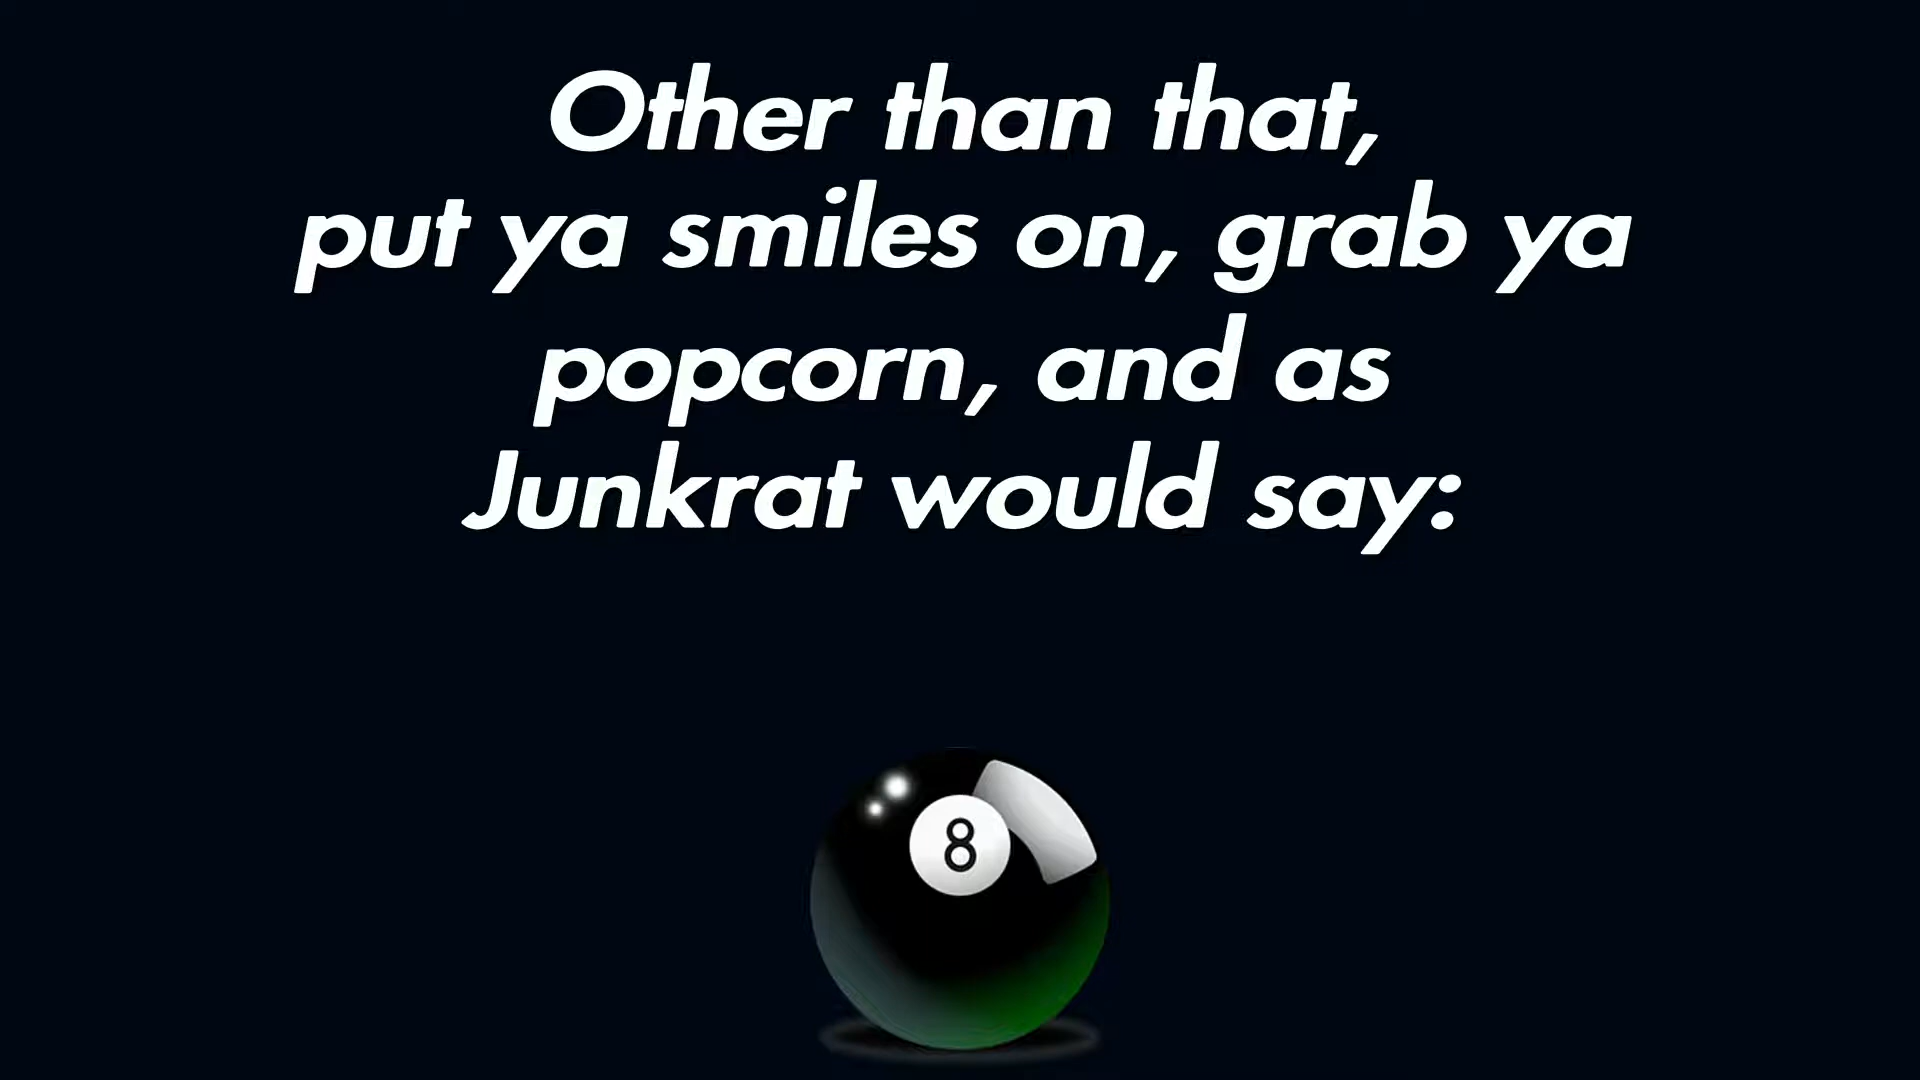 Other than that,
put ya smiles on, grab ya
popcorn, and as
Junkrat would say:
8